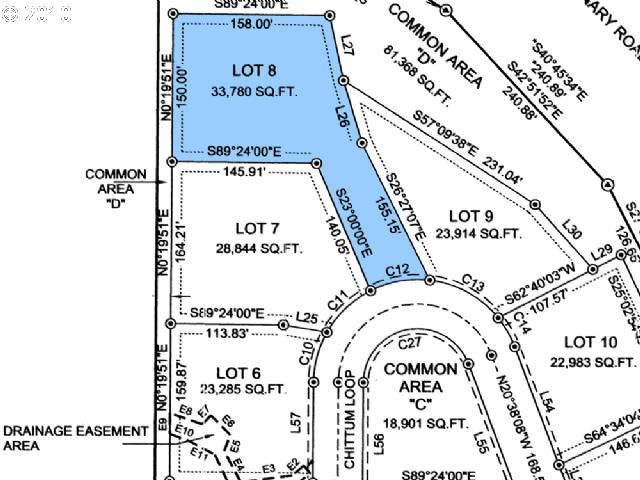 © 2010
S89°24'00"E
158.00'
N0°19'51"E
150.00'
LOT 8
33,780 SQ.FT.
L27
L26
COMMON AREA
"D"
81,368 SQ.FT.
*S40°45'34"E
*240.89'
S42°51'52"E
240.88'
S57°09'38"E
231.04'
S89°24'00"E
145.91'
COMMON
AREA
"D"
N0°19'51"E
164.21'
LOT 7
28,844 SQ.FT.
S23°00'00"E
140.05'
S26°27'07"E
155.15'
LOT 9
23,914 SQ.FT.
L30
L29
C12
C13
S62°40'03"W
107.57'
C14
C11
S89°24'00"E
113.83'
L25
C10
LOT 6
23,285 SQ.FT.
N0°19'51"E
159.87'
C27
COMMON
AREA
"C"
18,901 SQ.FT.
LOT 10
22,983 SQ.FT.
N20°38'08"W
L54
L55
L56
L57
CHITTUM LOOP
DRAINAGE EASEMENT
AREA
E9
E8
E7
E6
E10
E5
E11
E4
E3
E2
S89°24'00"E